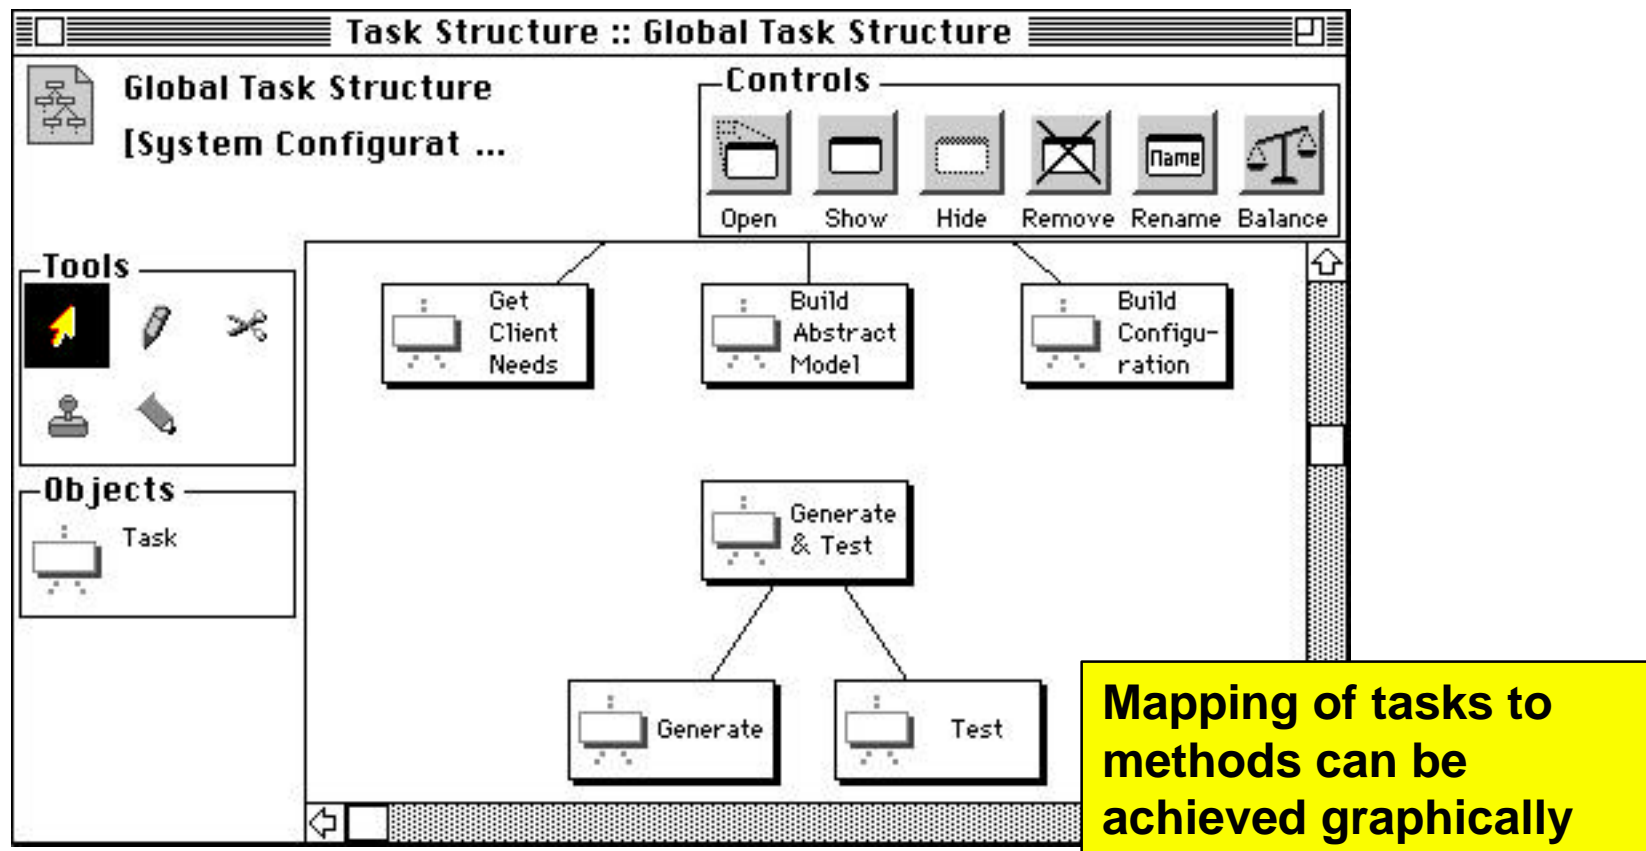 Task Structure :: Global Task Structure
Global Task Structure
[System Configurat ...
Controls
Name
Open Show Hide Remove Rename Balance
Tools
Objects
Task
Get
Client
Needs
Build
Abstract
Model
Build
Configu-
ration
Generate
& Test
Generate
Test
Mapping of tasks to
methods can be
achieved graphically